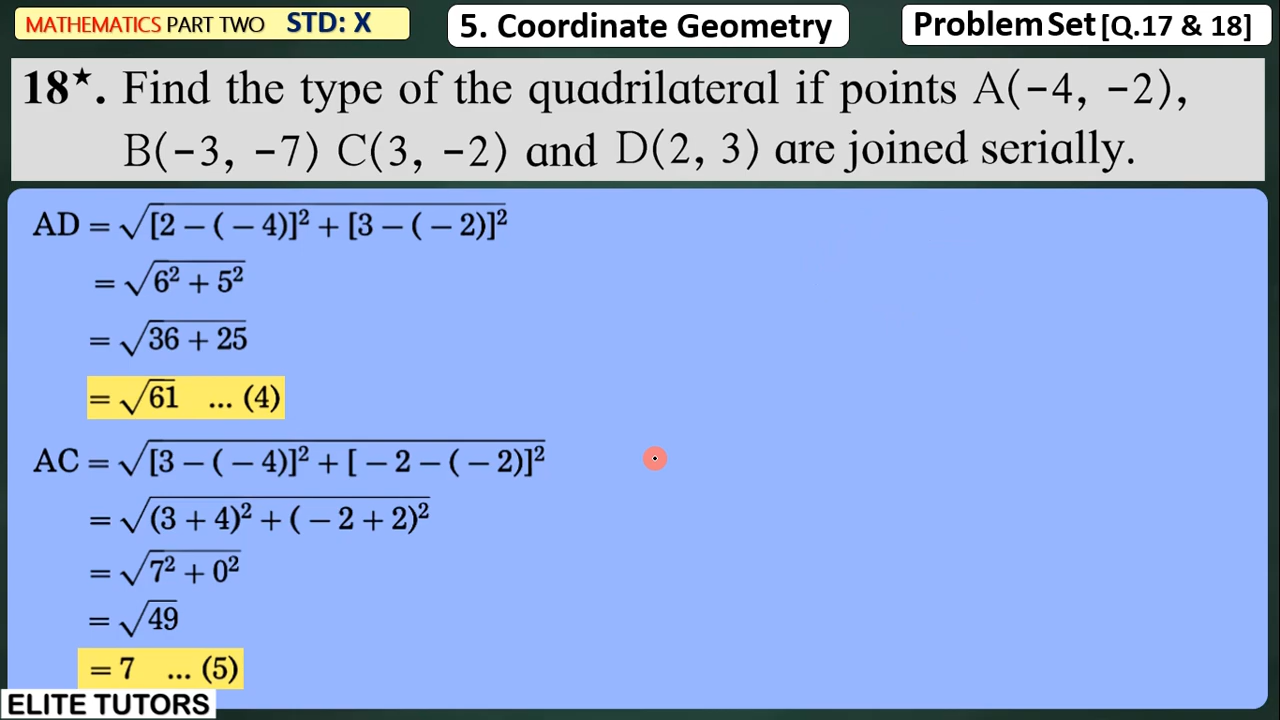 MATHEMATICS PART TWO STD: X
5. Coordinate Geometry
Problem Set [Q.17 & 18]
18★. Find the type of the quadrilateral if points A(−4, −2),
B(−3, −7) C(3, −2) and D(2, 3) are joined serially.
AD = √[2 − ( − 4)]² + [3 − ( − 2)]²
= √6² + 5²
= √36 + 25
= √61 ... (4)
AC = √[3 − ( − 4)]² + [ − 2 − ( − 2)]²
= √(3 + 4)² + ( − 2 + 2)²
= √7² + 0²
= √49
= 7 ... (5)
ELITE TUTORS